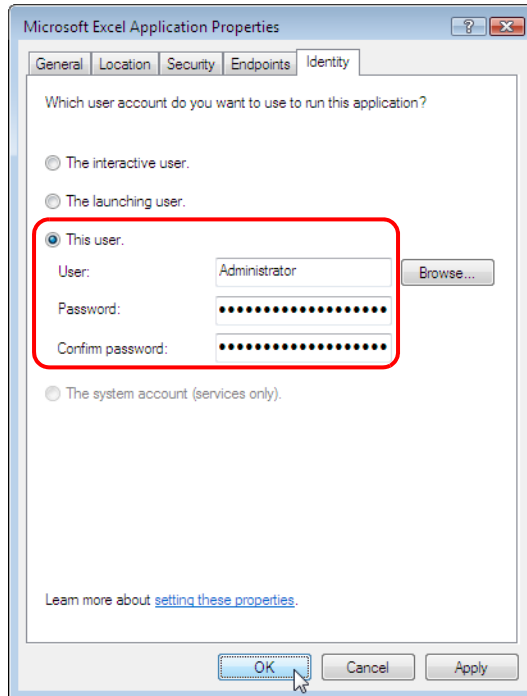 Microsoft Excel Application Properties
General Location Security Endpoints Identity
Which user account do you want to use to run this application?
The interactive user.
The launching user.
This user.
User: Administrator Browse...
Password: ●●●●●●●●●●●●●●●●●●●
Confirm password: ●●●●●●●●●●●●●●●●●●●
The system account (services only).
Learn more about setting these properties.
OK Cancel Apply